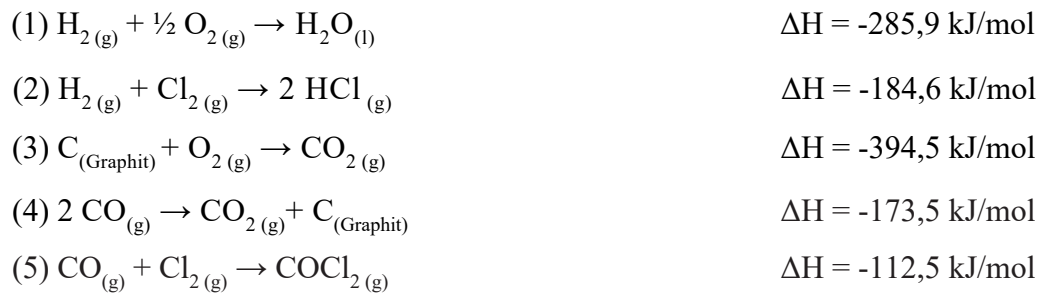 (1) H₂ (g) + ½ O₂ (g) → H₂O(l) ΔH = -285,9 kJ/mol
(2) H₂ (g) + Cl₂ (g) → 2 HCl (g) ΔH = -184,6 kJ/mol
(3) C(Graphit) + O₂ (g) → CO₂ (g) ΔH = -394,5 kJ/mol
(4) 2 CO(g) → CO₂ (g) + C(Graphit) ΔH = -173,5 kJ/mol
(5) CO(g) + Cl₂ (g) → COCl₂ (g) ΔH = -112,5 kJ/mol